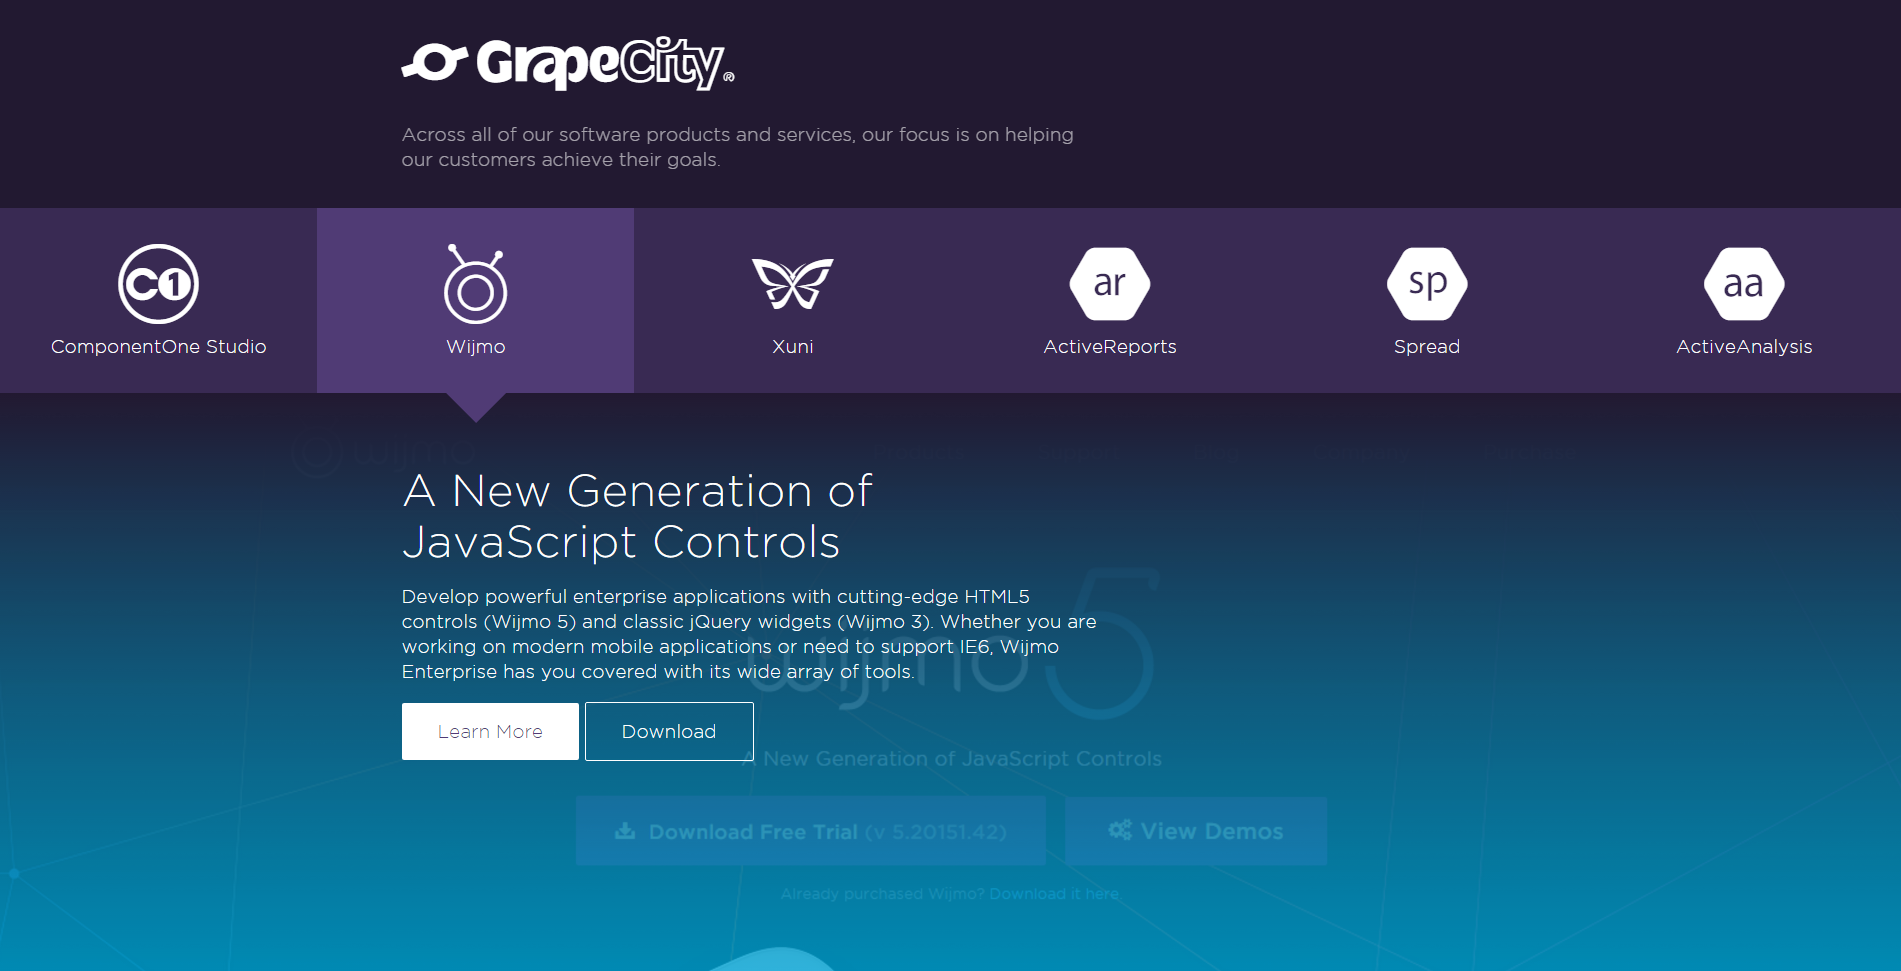 GrapeCity®
Across all of our software products and services, our focus is on helping
our customers achieve their goals.
C1
ar
sp
aa
ComponentOne Studio
Wijmo
Xuni
ActiveReports
Spread
ActiveAnalysis
wijmo
A New Generation of
JavaScript Controls
Develop powerful enterprise applications with cutting-edge HTML5
controls (Wijmo 5) and classic jQuery widgets (Wijmo 3). Whether you are
working on modern mobile applications or need to support IE6, Wijmo
Enterprise has you covered with its wide array of tools.
wijmo 5
Learn More
Download
A New Generation of JavaScript Controls
Download Free Trial (v 5.20151.42)
View Demos
Already purchased Wijmo? Download it here.